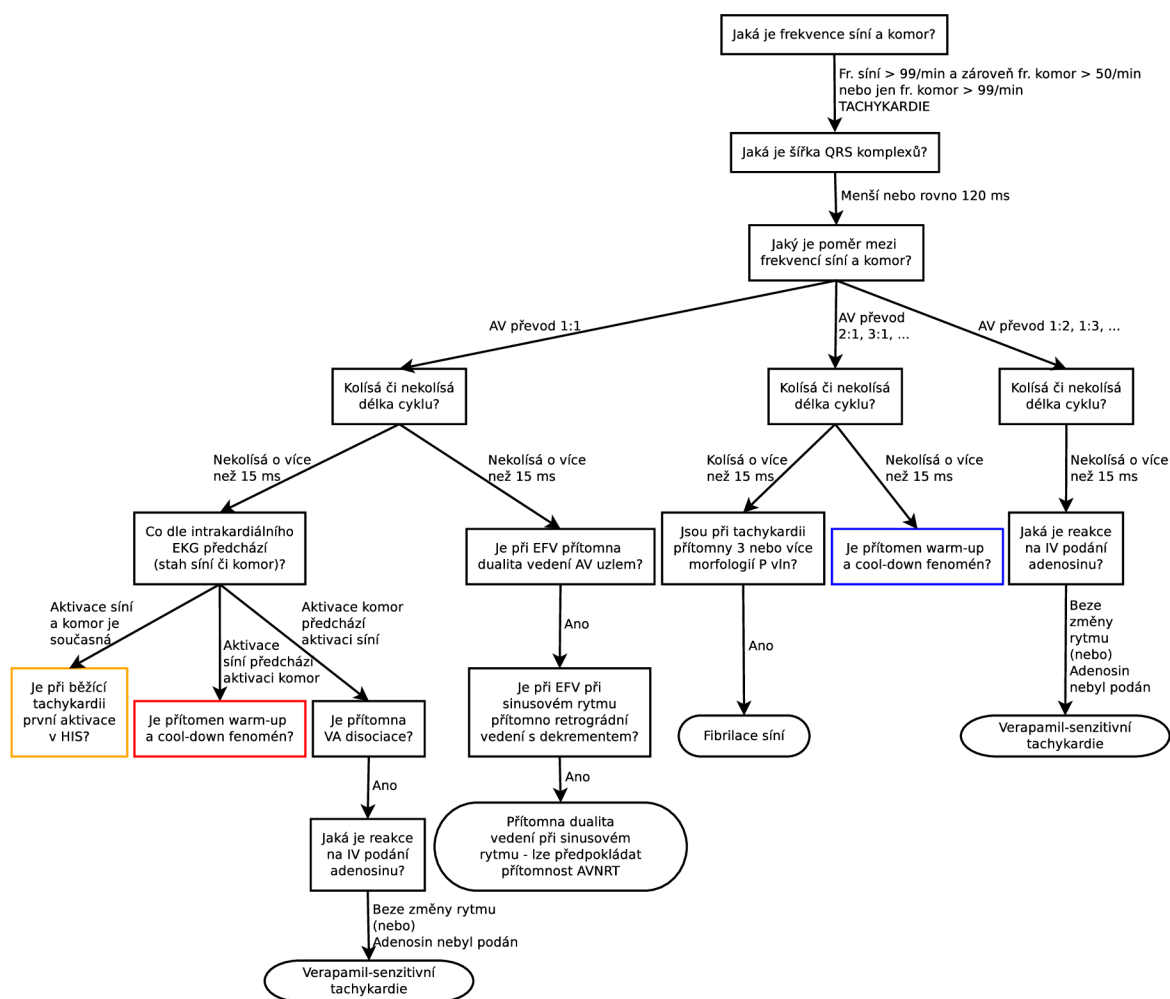 Jaká je frekvence síní a komor?
Fr. síní > 99/min a zároveň fr. komor > 50/min
nebo jen fr. komor > 99/min
TACHYKARDIE
Jaká je šířka QRS komplexů?
Menší nebo rovno 120 ms
Jaký je poměr mezi
frekvencí síní a komor?
AV převod 1:1
AV převod
2:1, 3:1, ...
AV převod 1:2, 1:3, ...
Kolísá či nekolísá
délka cyklu?
Kolísá či nekolísá
délka cyklu?
Kolísá či nekolísá
délka cyklu?
Nekolísá o více
než 15 ms
Nekolísá o více
než 15 ms
Kolísá o více
než 15 ms
Nekolísá o více
než 15 ms
Nekolísá o více
než 15 ms
Co dle intrakardiálního
EKG předchází
(stah síní či komor)?
Je při EFV přítomna
dualita vedení AV uzlem?
Jsou při tachykardii
přítomny 3 nebo více
morfologií P vln?
Je přítomen warm-up
a cool-down fenomén?
Jaká je reakce
na IV podání
adenosinu?
Aktivace síní
a komor je
současná
Aktivace
síní předchází
aktivaci komor
Aktivace komor
předchází
aktivaci síní
Ano
Ano
Beze
změny
rytmu
(nebo)
Adenosin
nebyl podán
Je při běžící
tachykardii
první aktivace
v HIS?
Je přítomen warm-up
a cool-down fenomén?
Je přítomna
VA disociace?
Je při EFV při
sinusovém rytmu
přítomno retrográdní
vedení s dekrementem?
Fibrilace síní
Verapamil-senzitivní
tachykardie
Ano
Ano
Jaká je reakce
na IV podání
adenosinu?
Přítomna dualita
vedení při sinusovém
rytmu - lze předpokládat
přítomnost AVNRT
Beze změny rytmu
(nebo)
Adenosin nebyl podán
Verapamil-senzitivní
tachykardie